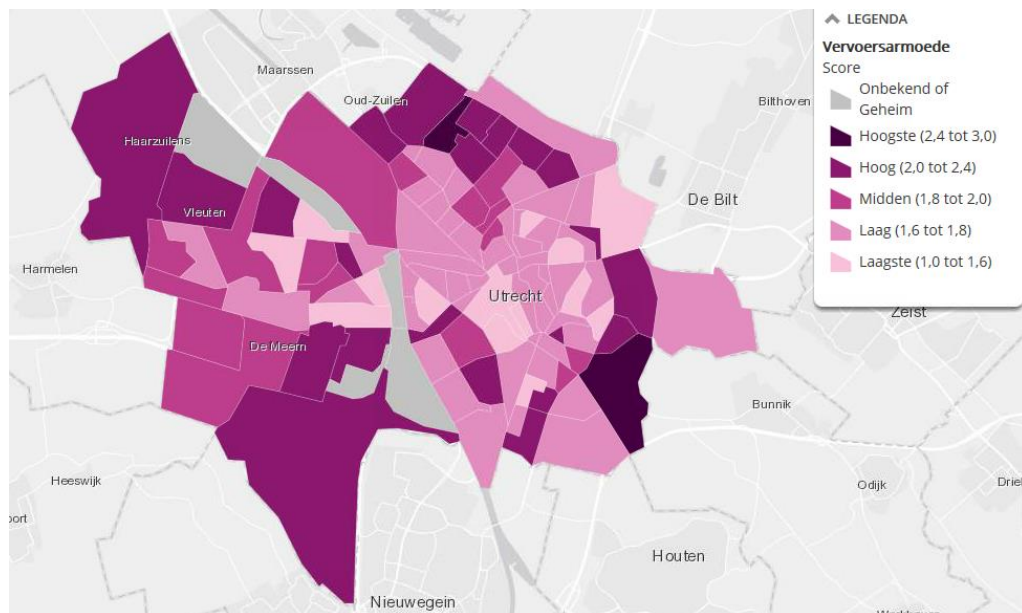 LEGENDA
Vervoersarmoede
Score
Onbekend of
Geheim
Hoogste (2,4 tot 3,0)
Hoog (2,0 tot 2,4)
Midden (1,8 tot 2,0)
Laag (1,6 tot 1,8)
Laagste (1,0 tot 1,6)
Maarssen
Oud-Zuilen
Bilthoven
Haarzuilens
De Bilt
Vleuten
Harmelen
Utrecht
Zeist
De Meern
Bunnik
Heeswijk
Odijk
Drie
oort
Houten
Nieuwegein